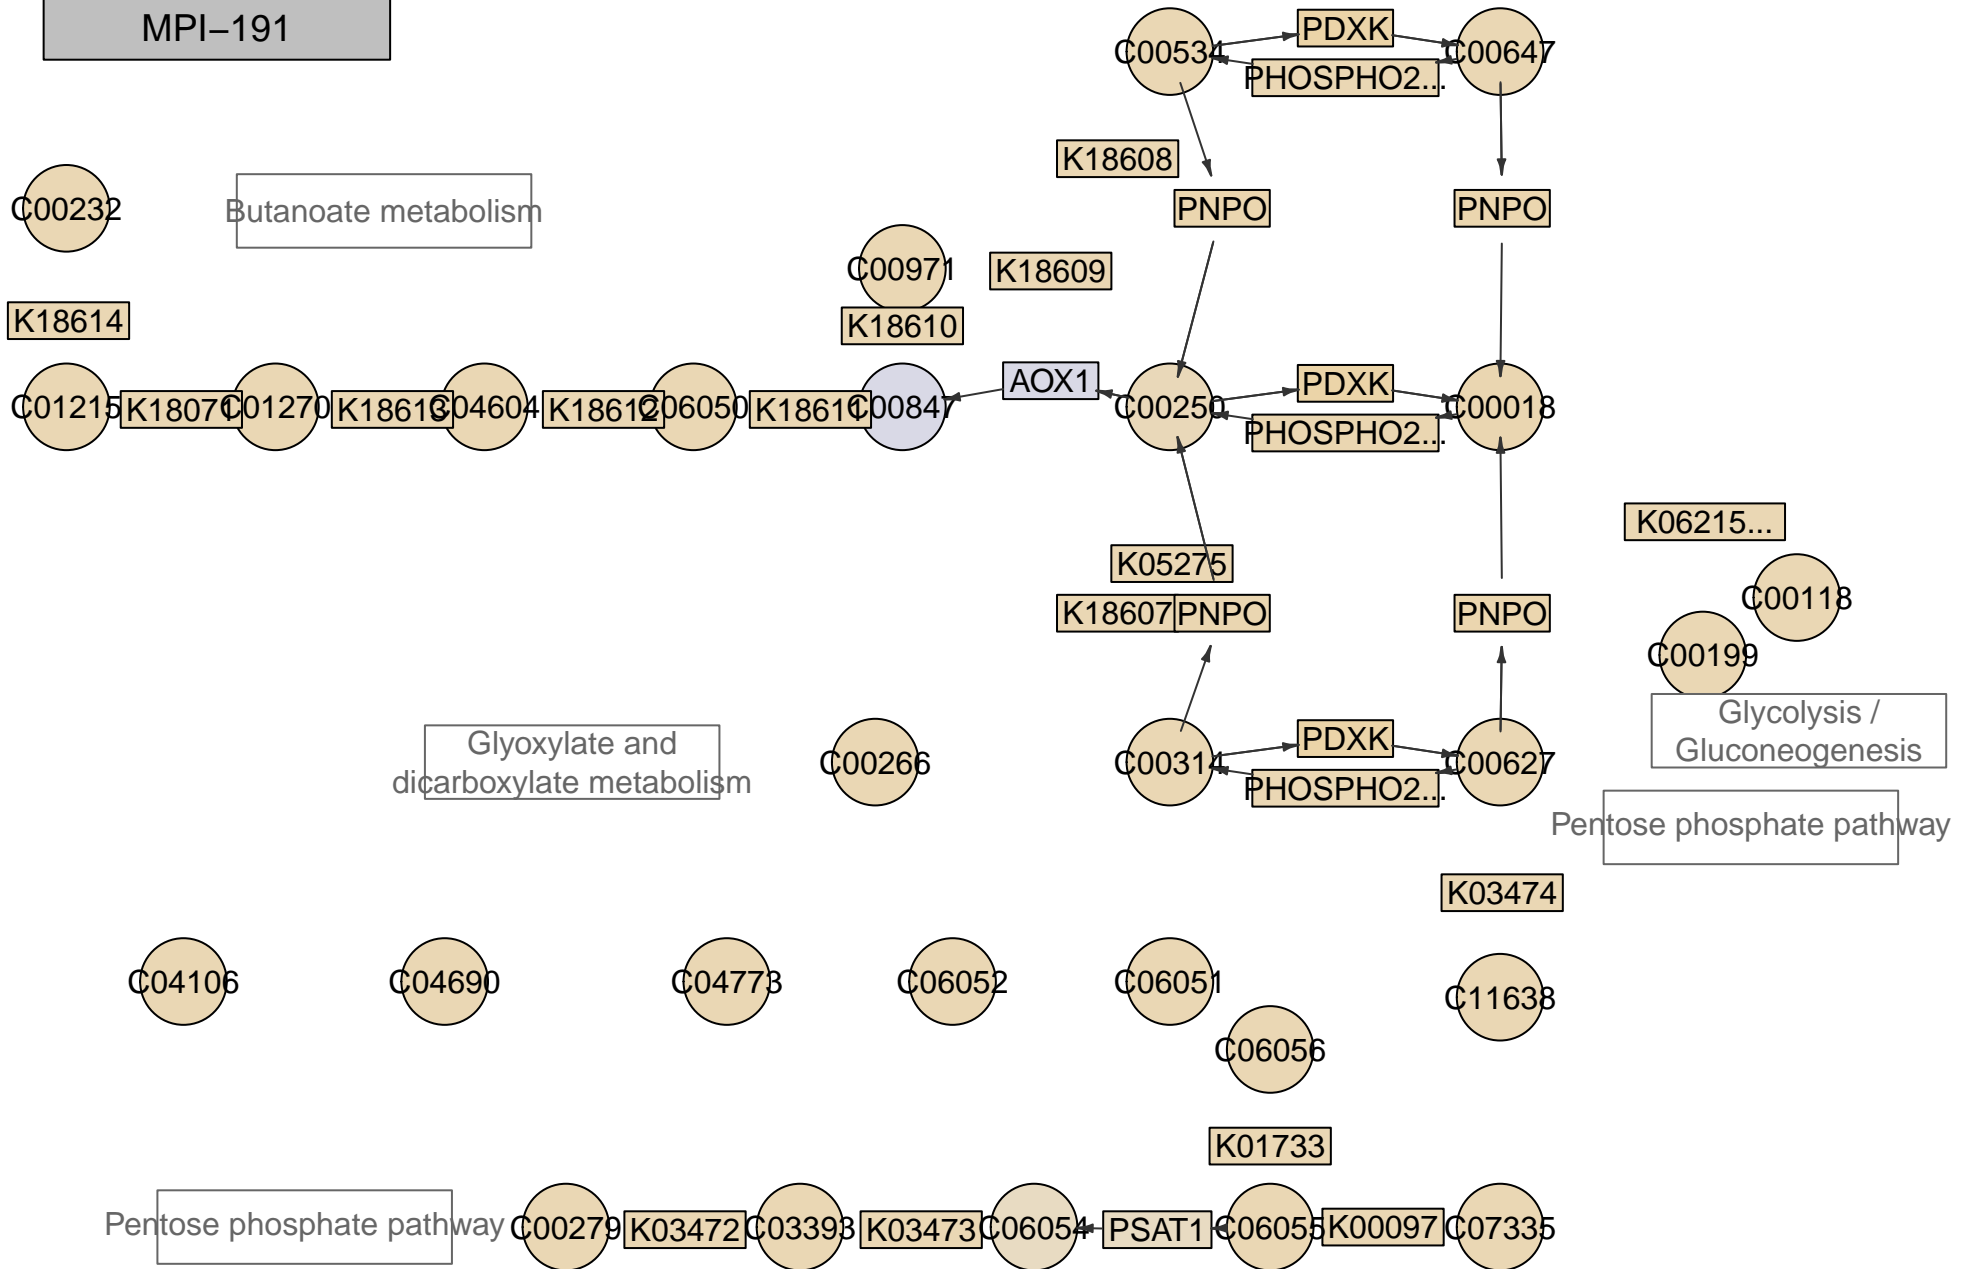 MPI–191
C00534
PDXK
C00647
PHOSPHO2...
K18608
C00232
Butanoate metabolism
PNPO
PNPO
C00971
K18609
K18614
K18610
C01215
K18071
C01270
K18613
C04604
K18612
C06050
K18611
C00847
AOX1
C00250
PDXK
PHOSPHO2...
C00018
K06215...
K05275
C00118
K18607
PNPO
PNPO
C00199
Glyoxylate and
dicarboxylate metabolism
C00266
C00314
PDXK
PHOSPHO2...
C00627
Glycolysis /
Gluconeogenesis
Pentose phosphate pathway
K03474
C04106
C04690
C04773
C06052
C06051
C11638
C06056
K01733
Pentose phosphate pathway
C00279
K03472
C03393
K03473
C06054
PSAT1
C06055
K00097
C07335